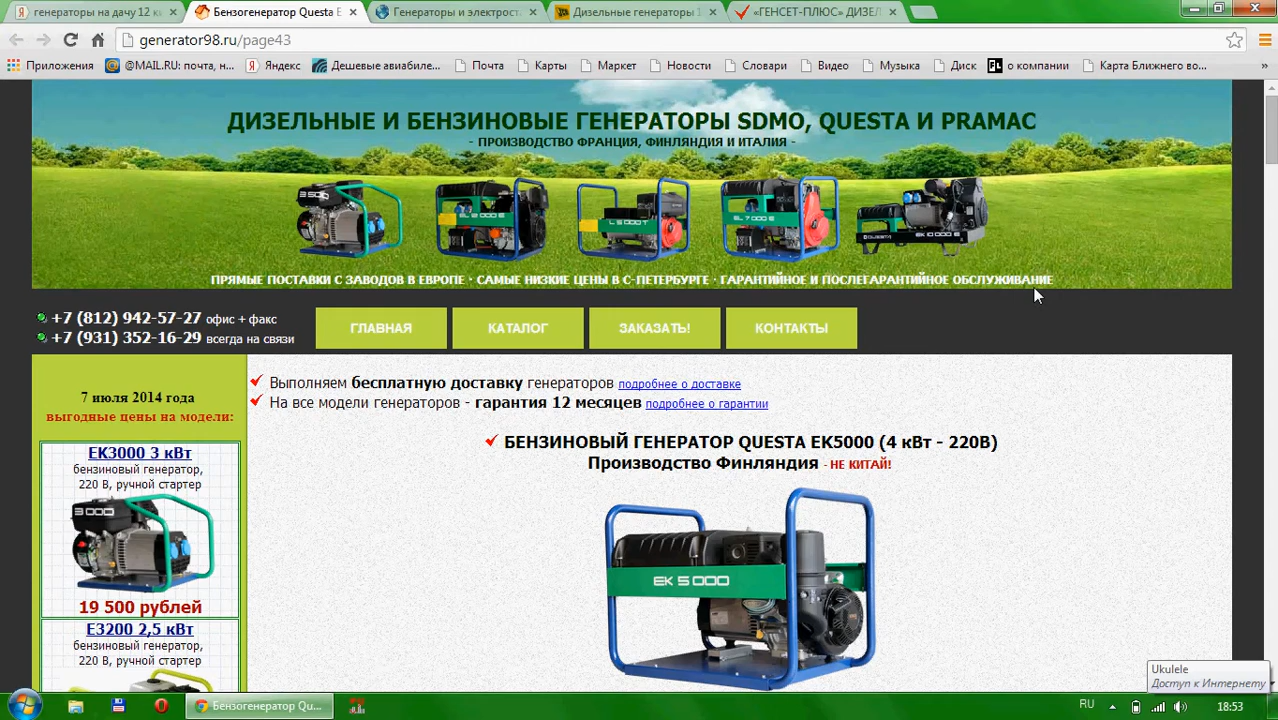 генераторы на дачу 12 к
Бензогенератор Questa E
Генераторы и электрост
Дизельные генераторы 1
«ГЕНСЕТ-ПЛЮС» ДИЗЕЛ
generator98.ru/page43
Приложения
@MAIL.RU: почта, н...
Яндекс
Дешевые авиабиле...
Почта
Карты
Маркет
Новости
Словари
Видео
Музыка
Диск
о компании
Карта Ближнего во...
»
ДИЗЕЛЬНЫЕ И БЕНЗИНОВЫЕ ГЕНЕРАТОРЫ SDMO, QUESTA И PRAMAC
- ПРОИЗВОДСТВО ФРАНЦИЯ, ФИНЛЯНДИЯ И ИТАЛИЯ -
ПРЯМЫЕ ПОСТАВКИ С ЗАВОДОВ В ЕВРОПЕ · САМЫЕ НИЗКИЕ ЦЕНЫ В С-ПЕТЕРБУРГЕ · ГАРАНТИЙНОЕ И ПОСЛЕГАРАНТИЙНОЕ ОБСЛУЖИВАНИЕ
+7 (812) 942-57-27 офис + факс
+7 (931) 352-16-29 всегда на связи
ГЛАВНАЯ
КАТАЛОГ
ЗАКАЗАТЬ!
КОНТАКТЫ
7 июля 2014 года
выгодные цены на модели:
EK3000 3 кВт
бензиновый генератор,
220 В, ручной стартер
3 000
19 500 рублей
E3200 2,5 кВт
бензиновый генератор,
220 В, ручной стартер
Выполняем бесплатную доставку генераторов подробнее о доставке
На все модели генераторов - гарантия 12 месяцев подробнее о гарантии
БЕНЗИНОВЫЙ ГЕНЕРАТОР QUESTA EK5000 (4 кВт - 220В)
Производство Финляндия - НЕ КИТАЙ!
EK 5 000
Ukulele
Доступ к Интернету
Бензогенератор Qu...
RU
18:53